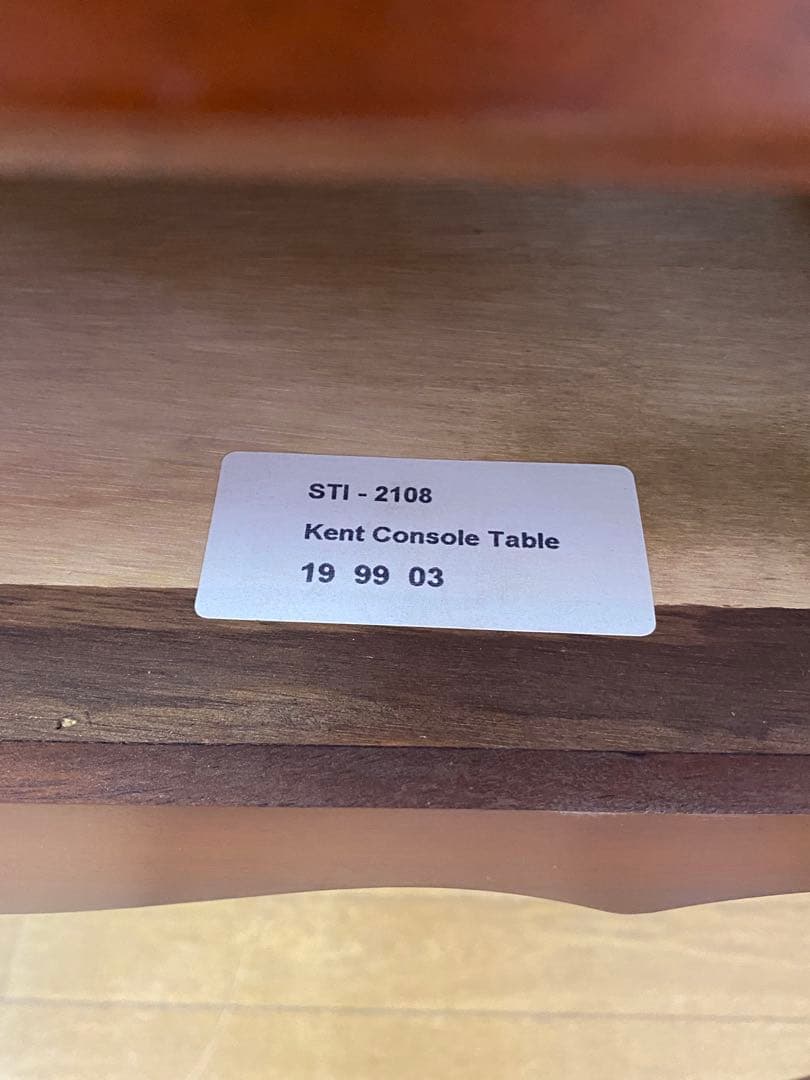 STI - 2108
Kent Console Table
19 99 03